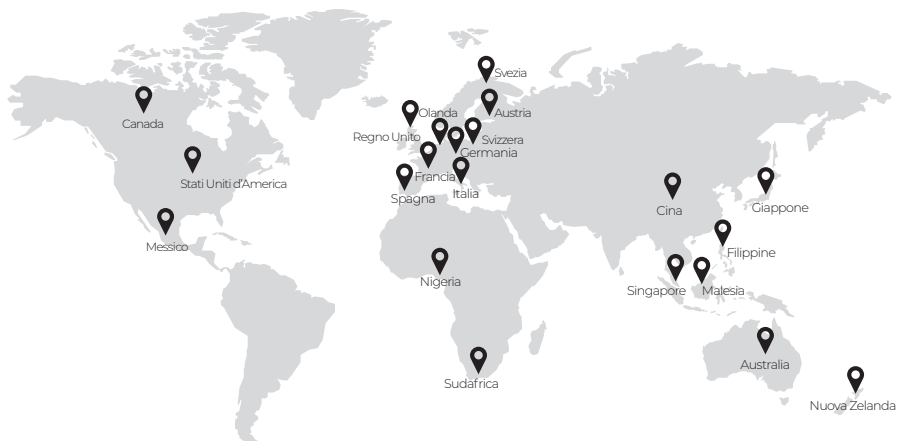 Svezia
Olanda
Austria
Canada
Regno Unito
Svizzera
Germania
Stati Uniti d'America
Francia
Italia
Spagna
Cina
Giappone
Messico
Filippine
Nigeria
Singapore
Malesia
Australia
Sudafrica
Nuova Zelanda